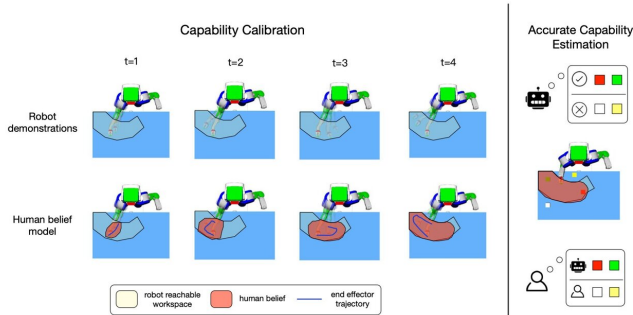 Capability Calibration
Accurate Capability
Estimation
t=1
t=2
t=3
t=4
Robot
demonstrations
Human belief
model
robot reachable
workspace
human belief
end effector
trajectory